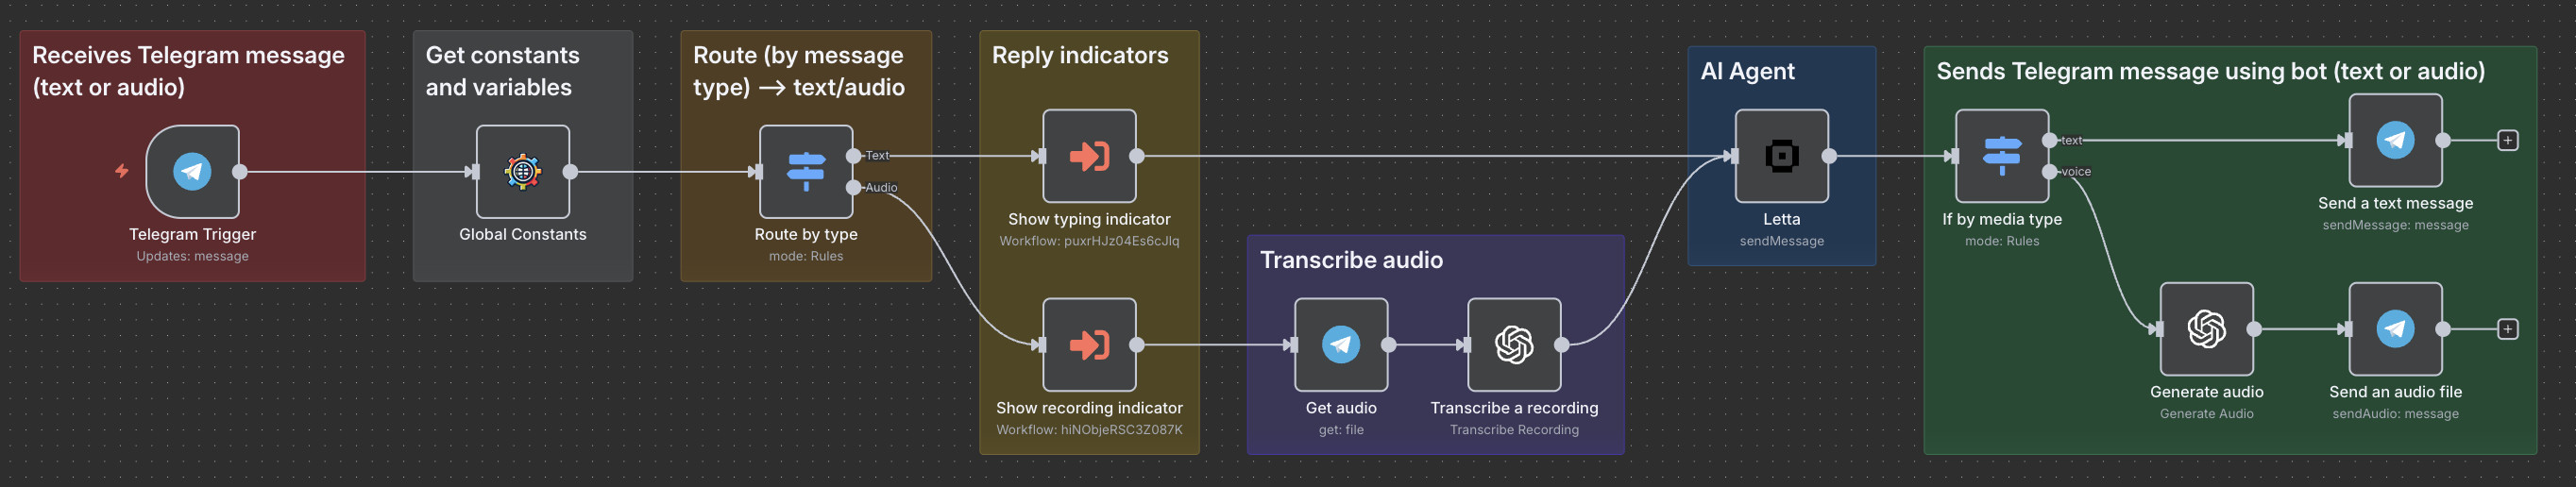 Receives Telegram message
(text or audio)
Telegram Trigger
Updates: message
Get constants
and variables
Global Constants
Route (by message
type) --> text/audio
Text
Audio
Route by type
mode: Rules
Reply indicators
Show typing indicator
Workflow: puxrHJz04Es6cJlq
Show recording indicator
Workflow: hiNObjeRSC3Z087K
Transcribe audio
Get audio
get: file
Transcribe a recording
Transcribe Recording
AI Agent
Letta
sendMessage
Sends Telegram message using bot (text or audio)
text
voice
If by media type
mode: Rules
Send a text message
sendMessage: message
Generate audio
Generate Audio
Send an audio file
sendAudio: message